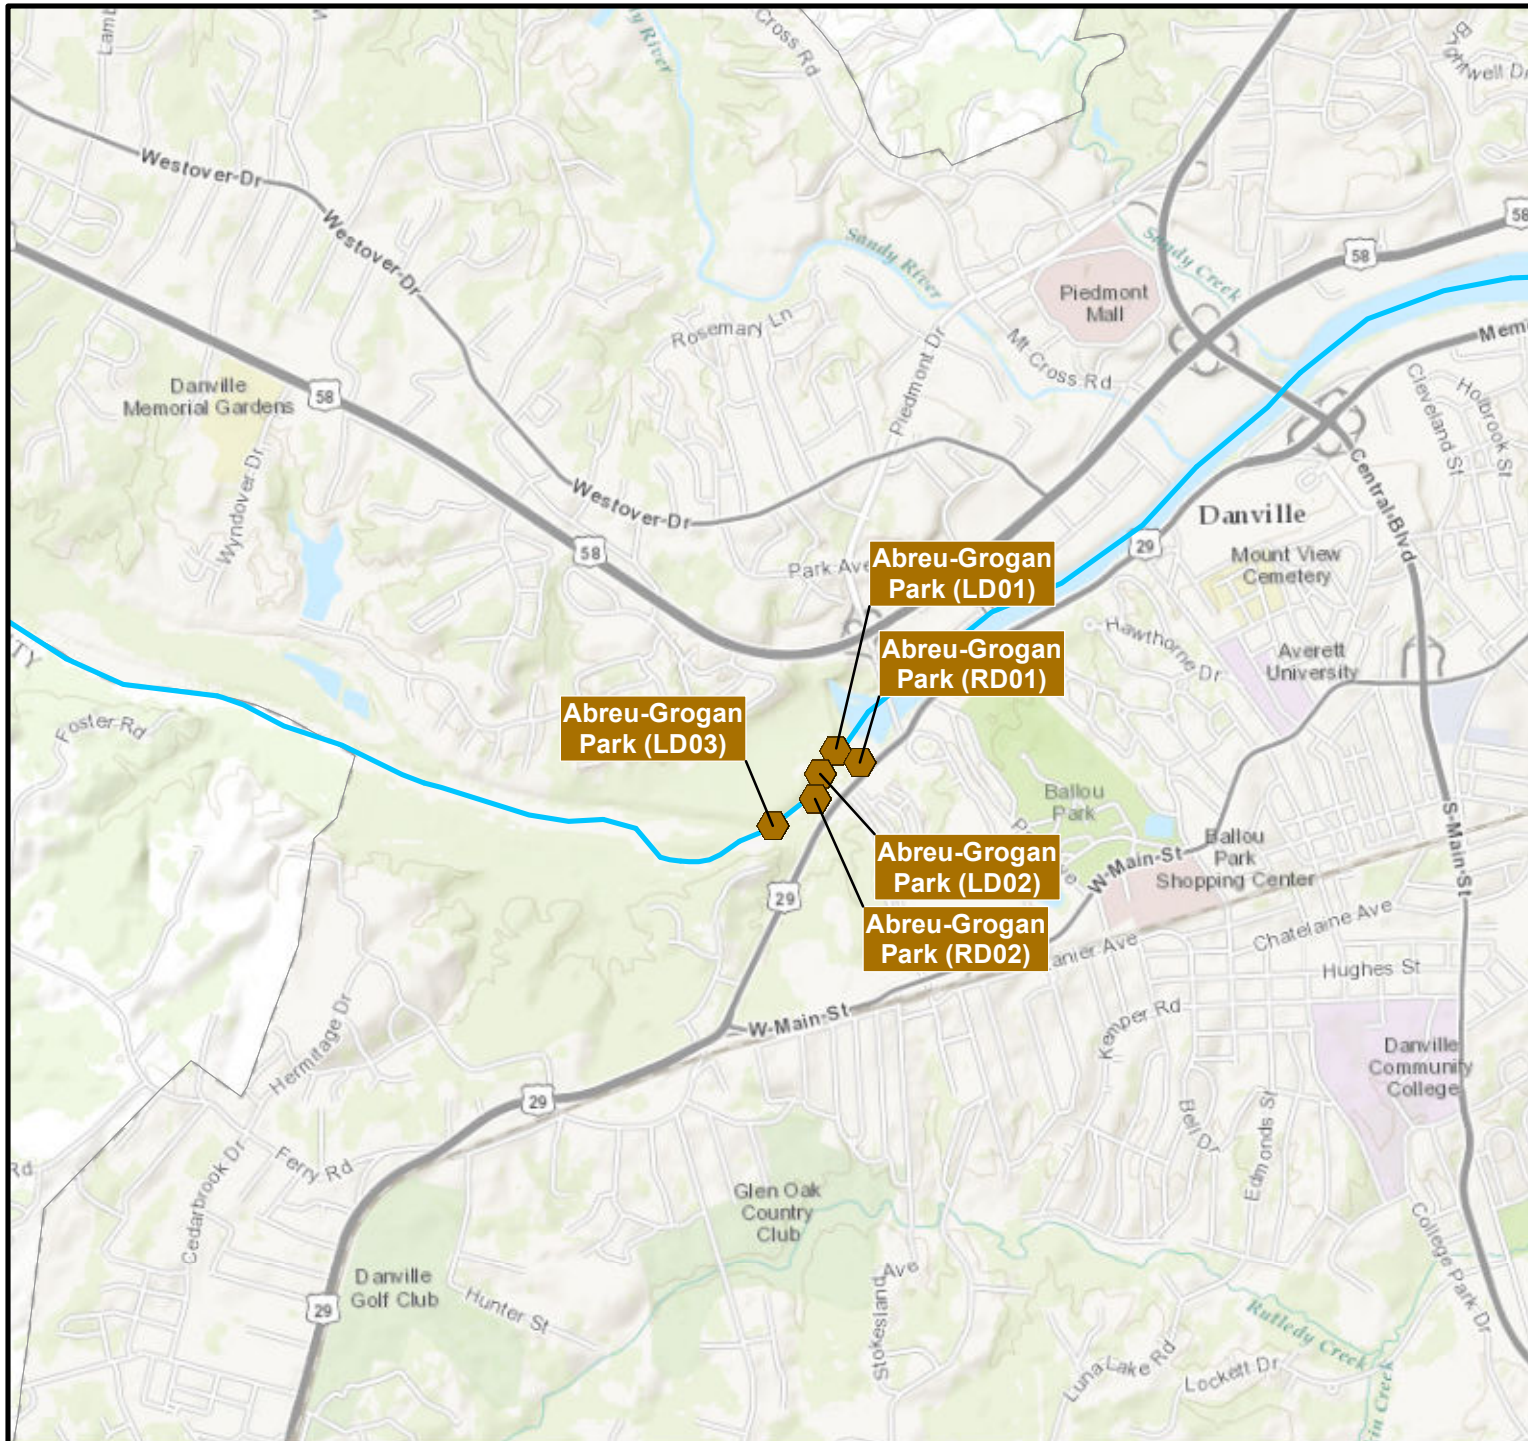 Cross Rd
Westover-Dr
Westover-Dr
Sandy River
Sandy Creek
58
58
Piedmont
Mall
Rosemary Ln
Piedmont Dr
Mt Cross Rd
Danville
Memorial Gardens
58
Cleveland St
Holbrook St
Wyndover Dr
Westover-Dr
Central-Blvd
Danville
58
29
Mount View
Cemetery
Park Ave
Abreu-Grogan
Park (LD01)
Hawthorne Dr
Averett
University
Abreu-Grogan
Park (RD01)
Foster Rd
Abreu-Grogan
Park (LD03)
Ballou
Park
S-Main-St
Ballou
Park
Shopping Center
W-Main-St
Abreu-Grogan
Park (LD02)
29
Abreu-Grogan
Park (RD02)
Chatelaine Ave
Hughes St
W-Main-St
Kemper Rd
Hermitage Dr
Danville
Community
College
29
Bell Dr
Edmonds St
Ferry Rd
Rd
Cedarbrook Dr
Glen Oak
Country
Club
College Park Dr
Danville
Golf Club
29
Hunter St
Stokesland Ave
Rutledy Creek
Luna Lake Rd
Lockett Dr